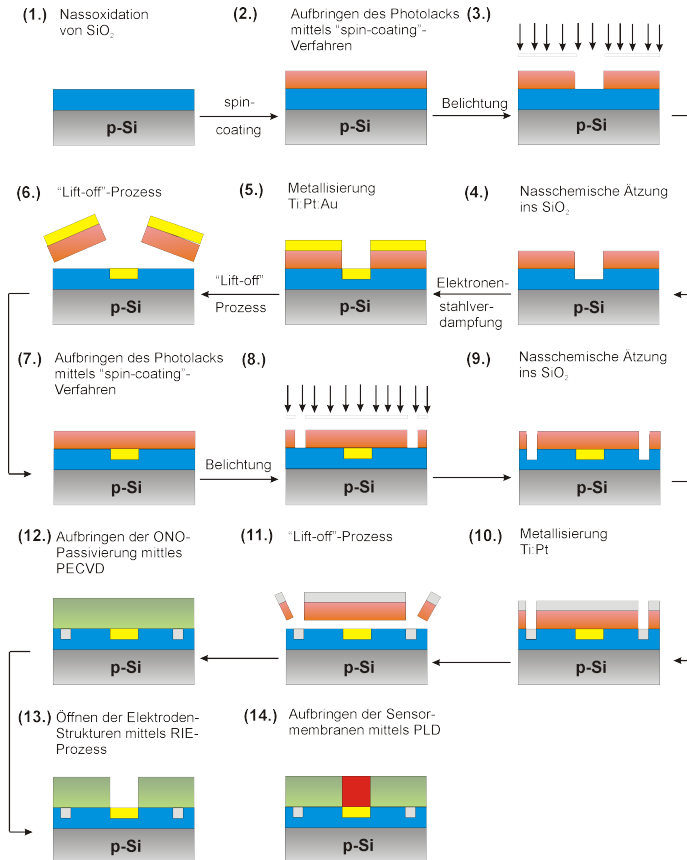 (1.) Nassoxidation
von SiO₂
p-Si
spin-
coating
(2.) Aufbringen des Photolacks
mittels “spin-coating”-
Verfahren
p-Si
Belichtung
(3.)
p-Si
(4.) Nasschemische Ätzung
ins SiO₂
p-Si
Elektronen-
stahlver-
dampfung
(5.) Metallisierung
Ti:Pt:Au
p-Si
“Lift-off”
Prozess
(6.) “Lift-off”-Prozess
p-Si
(7.) Aufbringen des Photolacks
mittels “spin-coating”-
Verfahren
p-Si
Belichtung
(8.)
p-Si
(9.) Nasschemische Ätzung
ins SiO₂
p-Si
(10.) Metallisierung
Ti:Pt
p-Si
(11.) “Lift-off”-Prozess
p-Si
(12.) Aufbringen der ONO-
Passivierung mittles
PECVD
p-Si
(13.) Öffnen der Elektroden-
Strukturen mittels RIE-
Prozess
p-Si
(14.) Aufbringen der Sensor-
membranen mittels PLD
p-Si